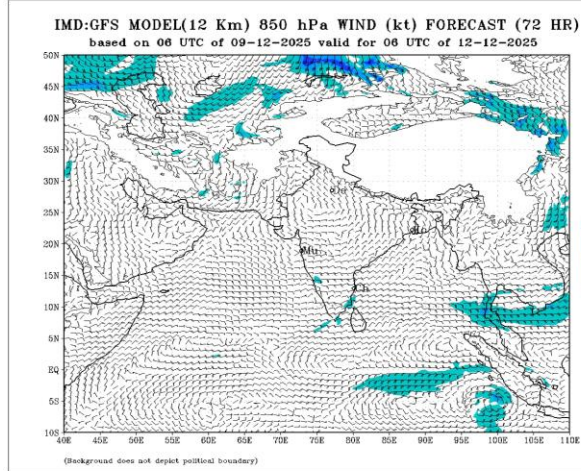 IMD:GFS MODEL(12 Km) 850 hPa WIND (kt) FORECAST (72 HR)
based on 06 UTC of 09-12-2025 valid for 06 UTC of 12-12-2025
50N
45N
40N
35N
30N
25N
20N
15N
10N
5N
EQ
5S
10S
Mu
Ch
40E 45E 50E 55E 60E 65E 70E 75E 80E 85E 90E 95E 100E 105E 110E
(Background does not depict political boundary)